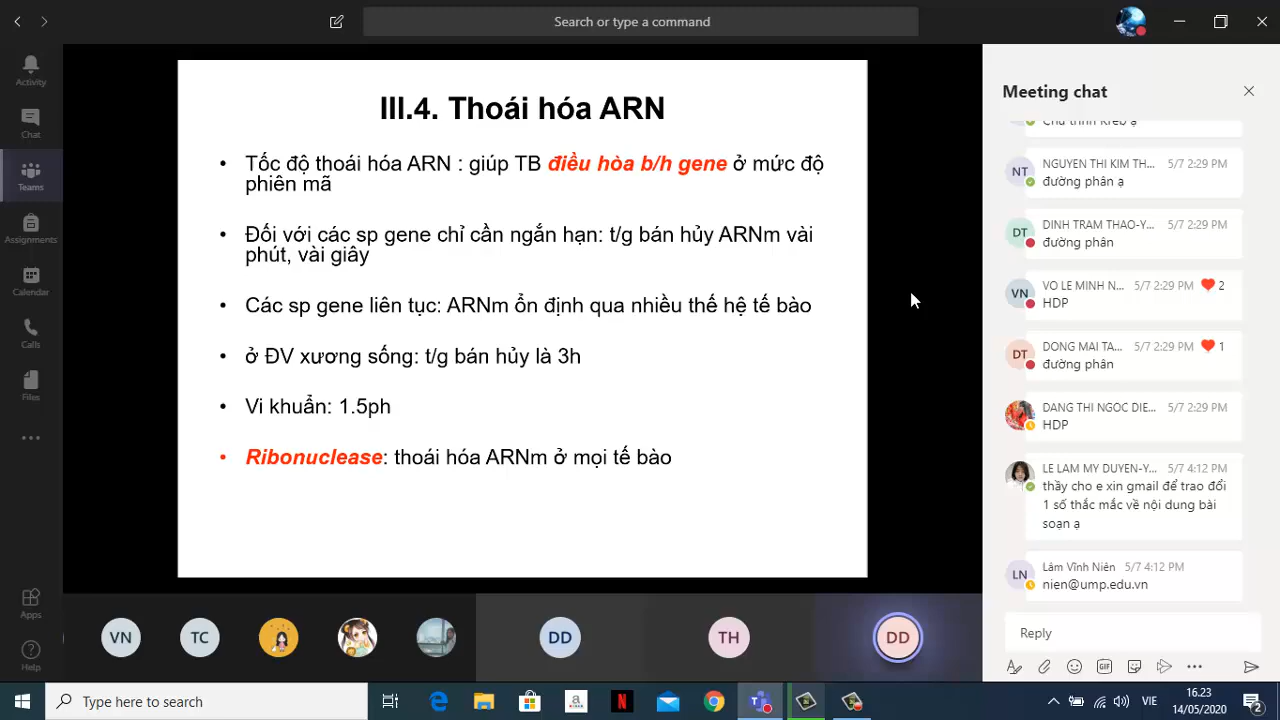 Search or type a command
Activity
Chat
Teams
Assignments
Calendar
Calls
Files
Apps
Help
III.4. Thoái hóa ARN
• Tốc độ thoái hóa ARN : giúp TB điều hòa b/h gene ở mức độ
phiên mã
• Đối với các sp gene chỉ cần ngắn hạn: t/g bán hủy ARNm vài
phút, vài giây
• Các sp gene liên tục: ARNm ổn định qua nhiều thế hệ tế bào
• ở ĐV xương sống: t/g bán hủy là 3h
• Vi khuẩn: 1.5ph
• Ribonuclease: thoái hóa ARNm ở mọi tế bào
VN
TC
DD
TH
DD
Meeting chat
Chu trình Kreb ạ
NT
NGUYEN THI KIM TH... 5/7 2:29 PM
đường phân ạ
DT
DINH TRAM THAO-Y... 5/7 2:29 PM
đường phân
VN
VO LE MINH N... 5/7 2:29 PM 2
HDP
DT
DONG MAI TA... 5/7 2:29 PM 1
đường phân
DANG THI NGOC DIE... 5/7 2:29 PM
HDP
LE LAM MY DUYEN-Y... 5/7 4:12 PM
thầy cho e xin gmail để trao đổi
1 số thắc mắc về nội dung bài
soạn ạ
LN
Lâm Vĩnh Niên 5/7 4:12 PM
nien@ump.edu.vn
Reply
GIF
Type here to search
VIE
16.23
14/05/2020
2